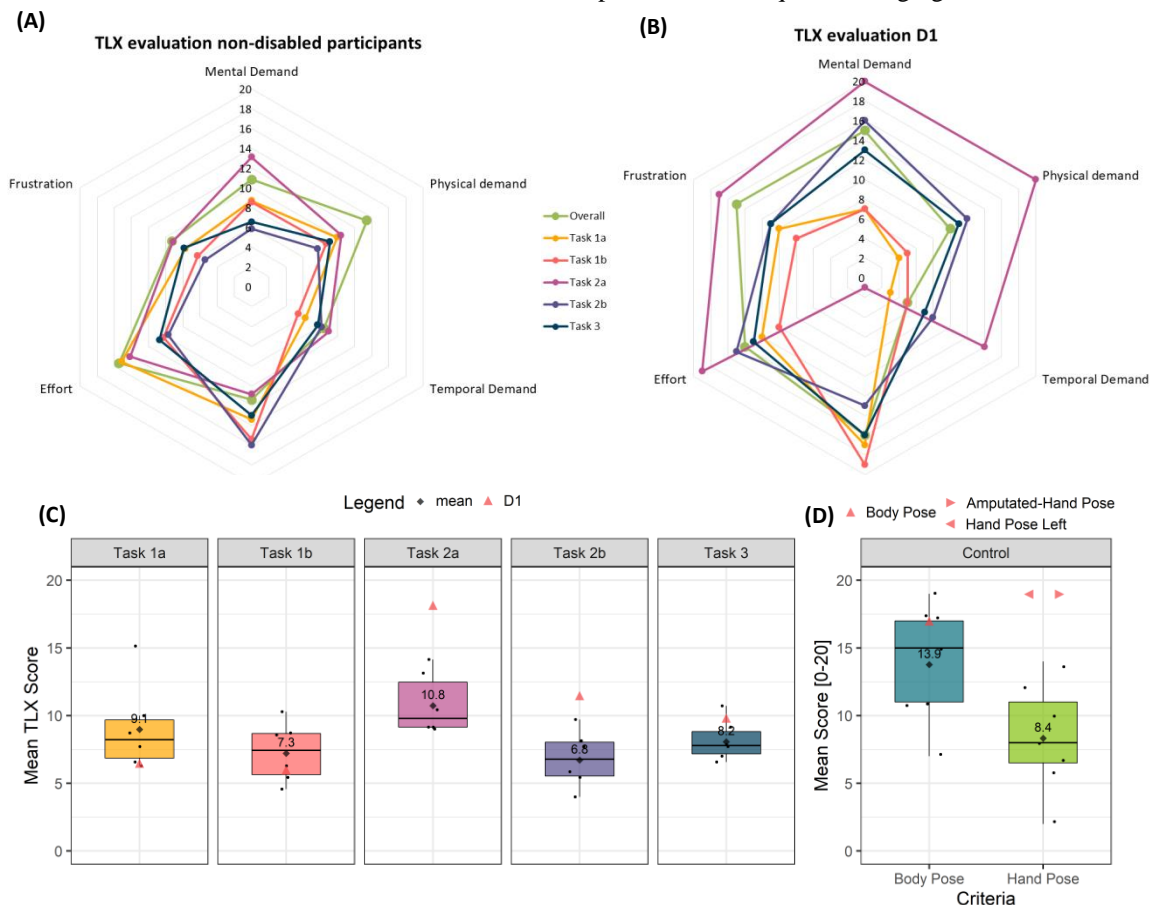 (A)
TLX evaluation non-disabled participants
Mental Demand
20
18
16
14
12
10
8
6
4
2
0
Frustration
Physical demand
Effort
Temporal Demand
Overall
Task 1a
Task 1b
Task 2a
Task 2b
Task 3
(B)
TLX evaluation D1
Mental Demand
20
18
16
14
12
10
8
6
4
2
0
Physical demand
Effort
Temporal Demand
(C)
Legend mean D1
Task 1a Task 1b Task 2a Task 2b Task 3
Mean TLX Score
20
15
10
5
0
9.1
7.3
10.8
6.8
8.2
(D)
Body Pose
Amputated-Hand Pose
Hand Pose Left
Control
Mean Score [0-20]
20
15
10
5
0
13.9
8.4
Body Pose Hand Pose
Criteria